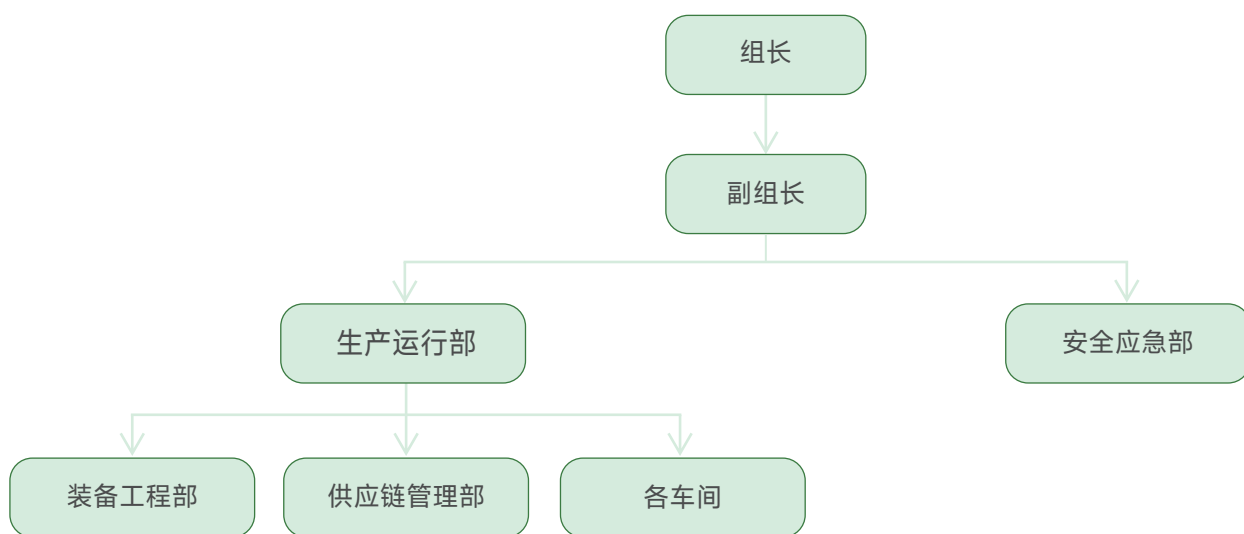 组长
副组长
生产运行部
安全应急部
装备工程部
供应链管理部
各车间